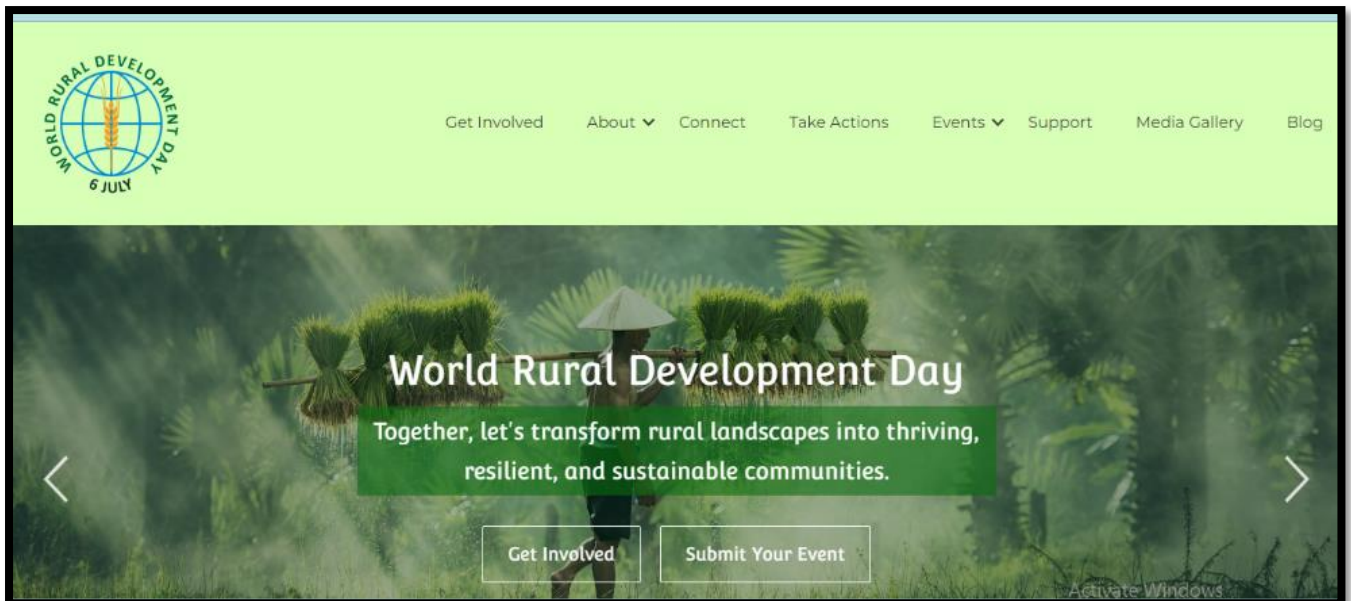 WORLD RURAL DEVELOPMENT DAY
6 JULY
Get Involved About Connect Take Actions Events Support Media Gallery Blog
World Rural Development Day
Together, let's transform rural landscapes into thriving,
resilient, and sustainable communities.
Get Involved Submit Your Event
Activate Windows